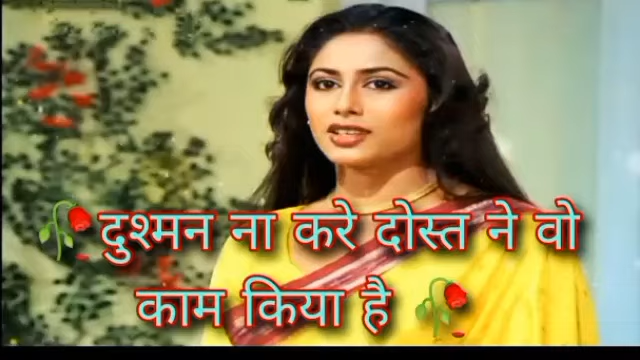 🥀दुश्मन ना करे दोस्त ने वो
काम किया है 🥀